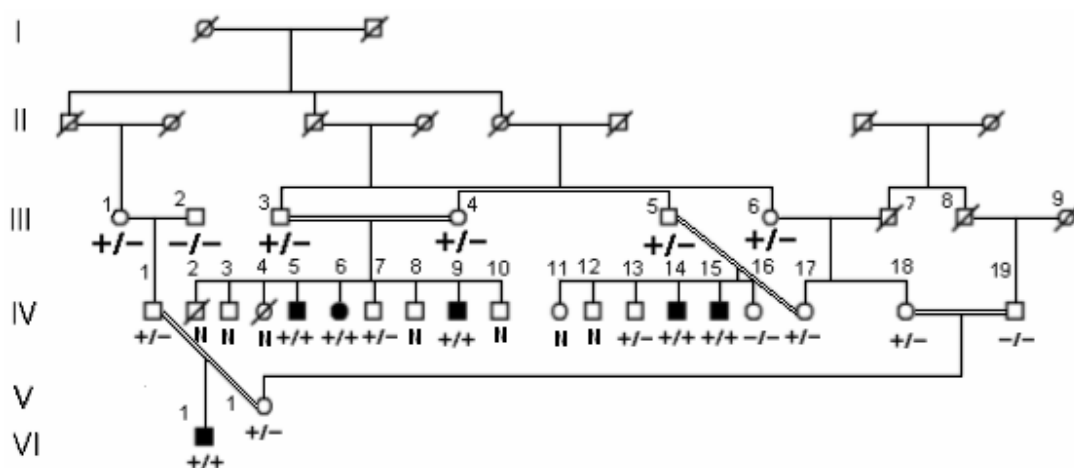 I
II
1 2 3 4 5 6 7 8 9
III
+/- -/- +/- +/- +/- +/-
1 2 3 4 5 6 7 8 9 10 11 12 13 14 15 16 17 18 19
IV
+/- N N N +/+ +/+ +/- N +/+ N N N +/- +/+ +/+ -/- +/- +/- -/-
V
1
+/-
1
VI
+/+